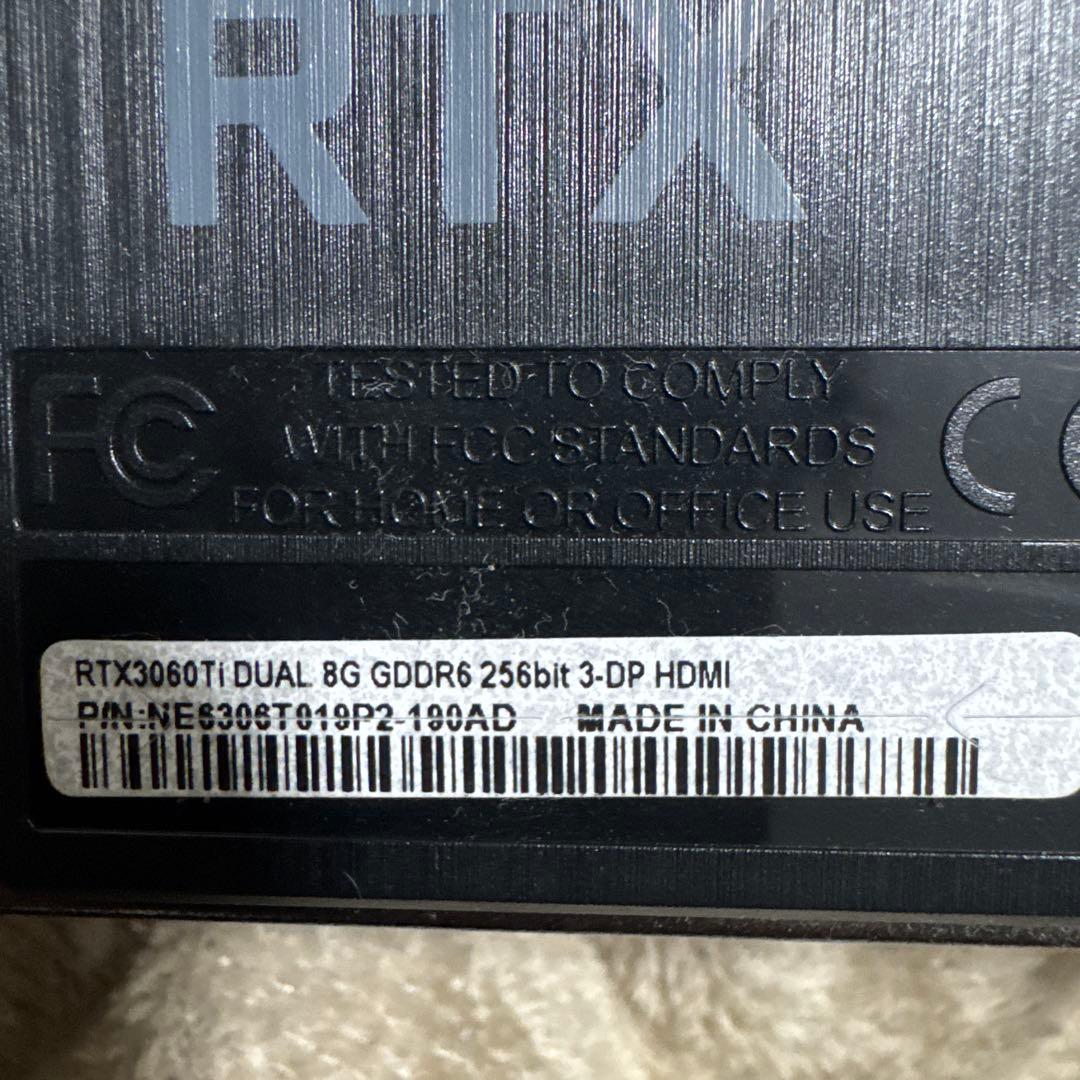 RTX
FCC
TESTED TO COMPLY
WITH FCC STANDARDS
FOR HOME OR OFFICE USE
RTX3060Ti DUAL 8G GDDR6 256bit 3-DP HDMI
P/N:NE6306T019P2-190AD MADE IN CHINA